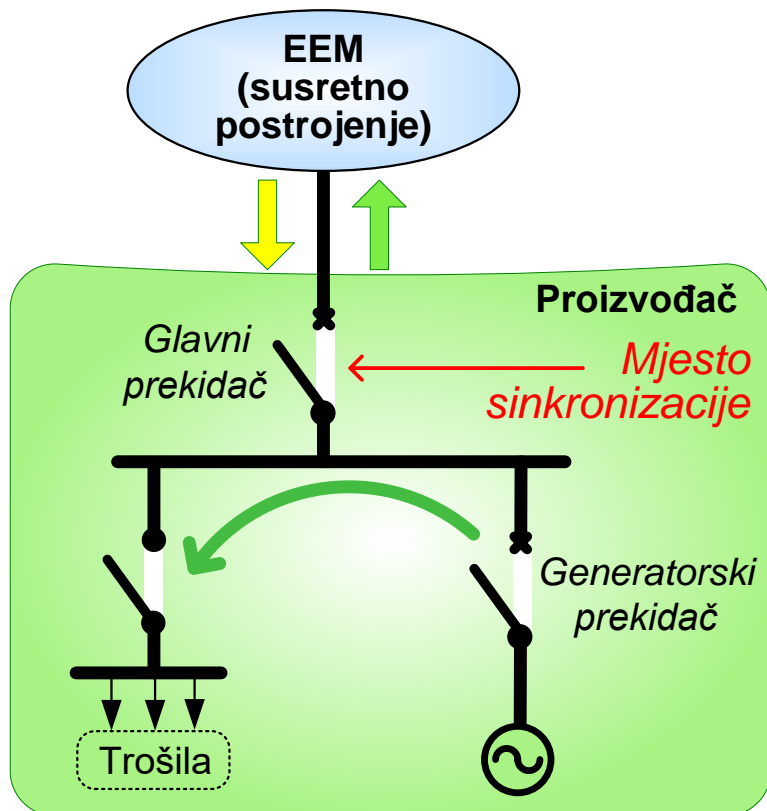 EEM
(susretno
postrojenje)
Proizvođač
Glavni
prekidač
Mjesto
sinkronizacije
Generatorski
prekidač
Trošila